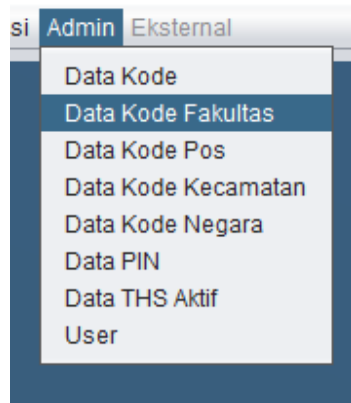 si Admin Eksternal
Data Kode
Data Kode Fakultas
Data Kode Pos
Data Kode Kecamatan
Data Kode Negara
Data PIN
Data THS Aktif
User